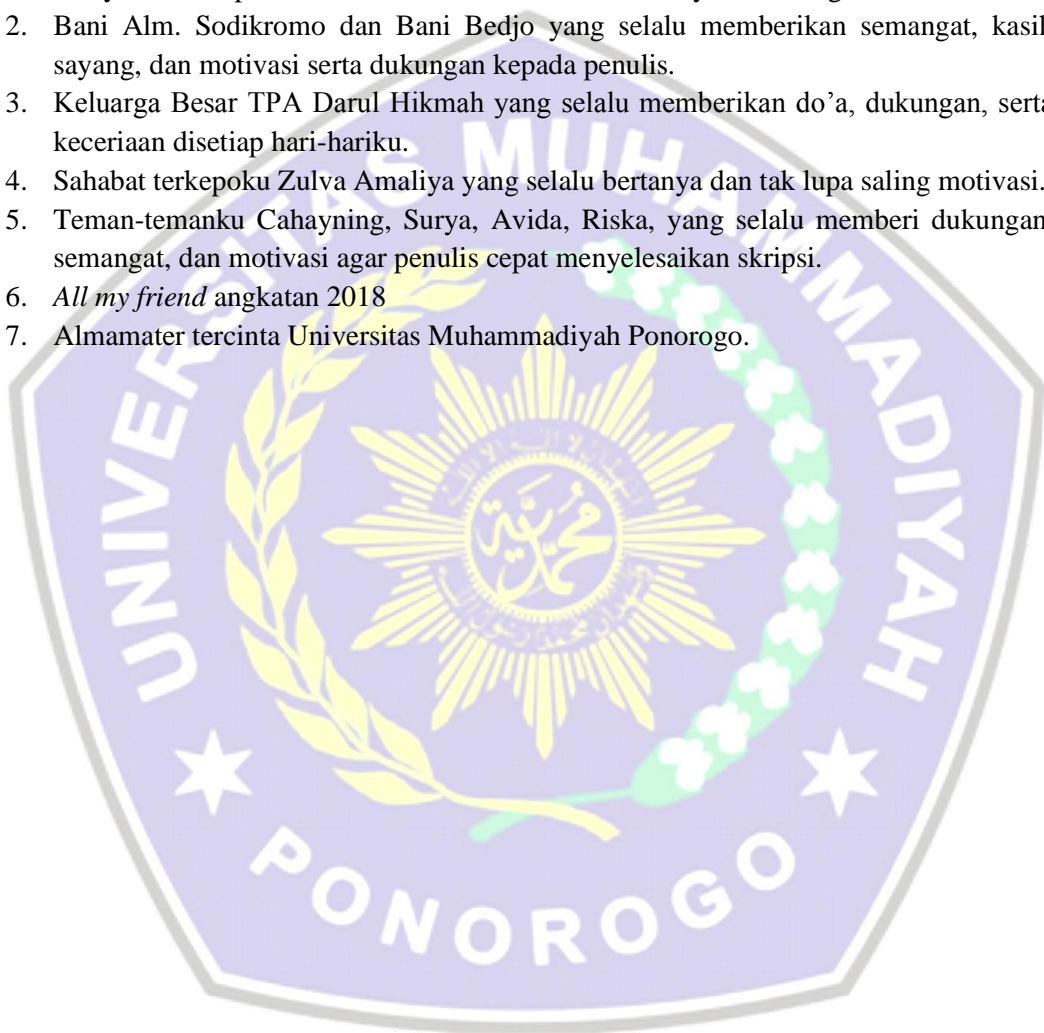 2. Bani Alm. Sodikromo dan Bani Bedjo yang selalu memberikan semangat, kasih
sayang, dan motivasi serta dukungan kepada penulis.
3. Keluarga Besar TPA Darul Hikmah yang selalu memberikan do’a, dukungan, serta
keceriaan disetiap hari-hariku.
4. Sahabat terkepoku Zulva Amaliya yang selalu bertanya dan tak lupa saling motivasi.
5. Teman-temanku Cahayning, Surya, Avida, Riska, yang selalu memberi dukungan
semangat, dan motivasi agar penulis cepat menyelesaikan skripsi.
6. All my friend angkatan 2018
7. Almamater tercinta Universitas Muhammadiyah Ponorogo.
UNIVERSITAS MUHAMMADIYAH
PONOROGO